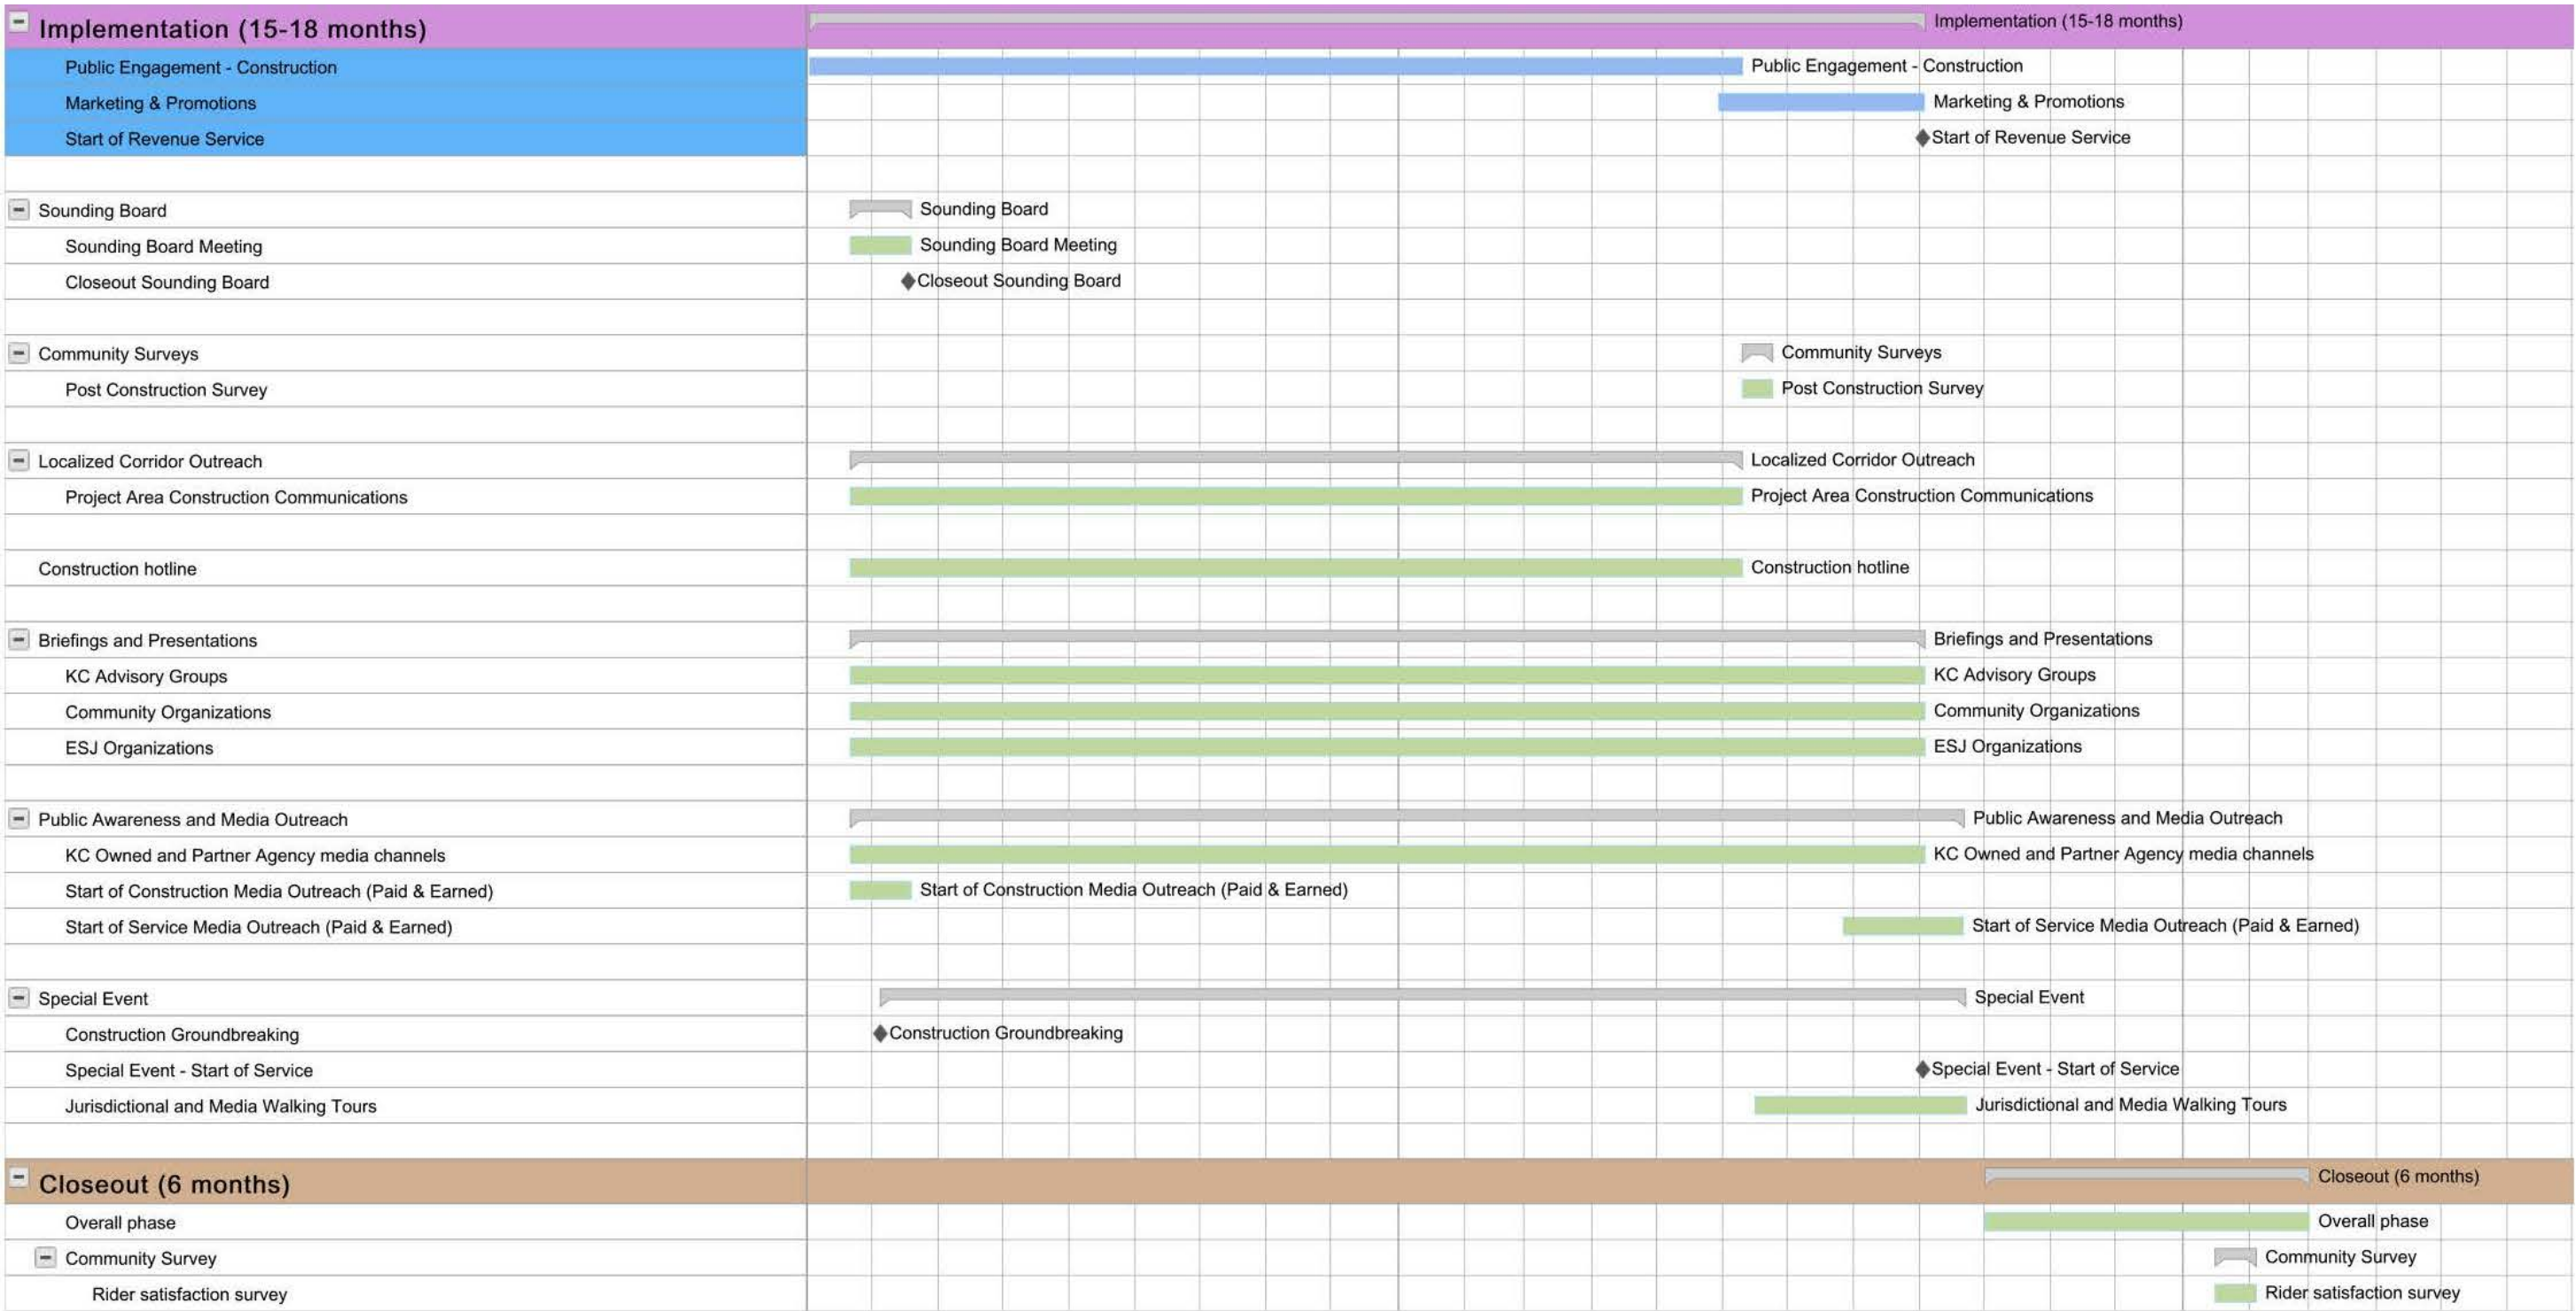 Implementation (15-18 months) Implementation (15-18 months)
Public Engagement - Construction Public Engagement - Construction
Marketing & Promotions Marketing & Promotions
Start of Revenue Service Start of Revenue Service
Sounding Board Sounding Board
Sounding Board Meeting Sounding Board Meeting
Closeout Sounding Board Closeout Sounding Board
Community Surveys Community Surveys
Post Construction Survey Post Construction Survey
Localized Corridor Outreach Localized Corridor Outreach
Project Area Construction Communications Project Area Construction Communications
Construction hotline Construction hotline
Briefings and Presentations Briefings and Presentations
KC Advisory Groups KC Advisory Groups
Community Organizations Community Organizations
ESJ Organizations ESJ Organizations
Public Awareness and Media Outreach Public Awareness and Media Outreach
KC Owned and Partner Agency media channels KC Owned and Partner Agency media channels
Start of Construction Media Outreach (Paid & Earned) Start of Construction Media Outreach (Paid & Earned)
Start of Service Media Outreach (Paid & Earned) Start of Service Media Outreach (Paid & Earned)
Special Event Special Event
Construction Groundbreaking Construction Groundbreaking
Special Event - Start of Service Special Event - Start of Service
Jurisdictional and Media Walking Tours Jurisdictional and Media Walking Tours
Closeout (6 months) Closeout (6 months)
Overall phase Overall phase
Community Survey Community Survey
Rider satisfaction survey Rider satisfaction survey